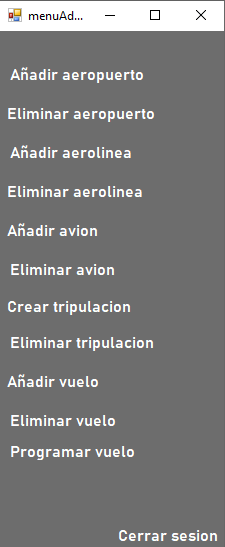 menuAd...
Añadir aeropuerto
Eliminar aeropuerto
Añadir aerolinea
Eliminar aerolinea
Añadir avion
Eliminar avion
Crear tripulacion
Eliminar tripulacion
Añadir vuelo
Eliminar vuelo
Programar vuelo
Cerrar sesion